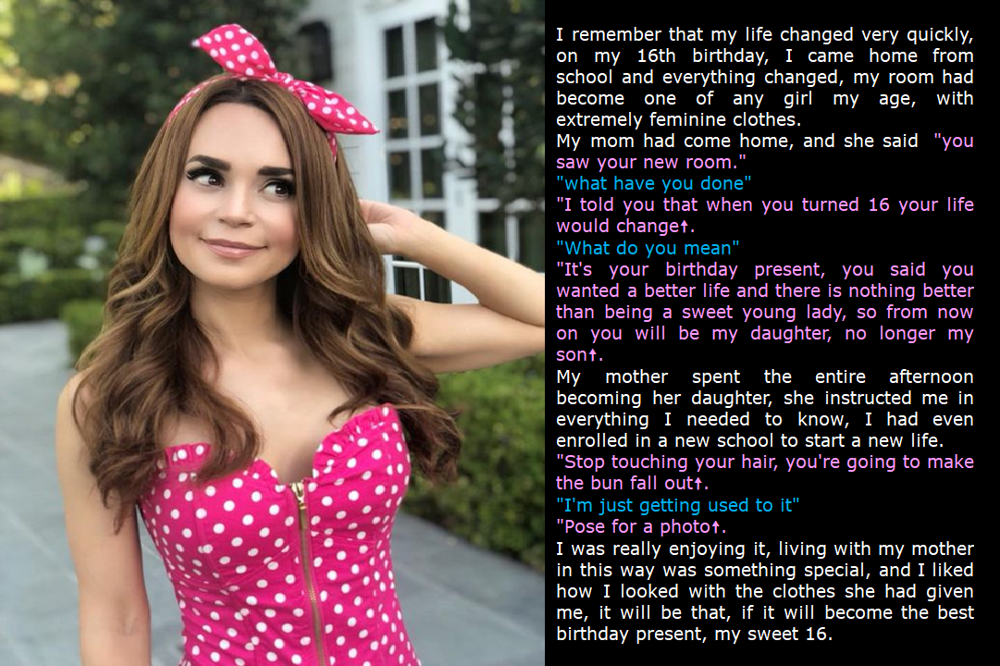 I remember that my life changed very quickly,
on my 16th birthday, I came home from
school and everything changed, my room had
become one of any girl my age, with
extremely feminine clothes.
My mom had come home, and she said "you
saw your new room."
"what have you done"
"I told you that when you turned 16 your life
would change†.
"What do you mean"
"It's your birthday present, you said you
wanted a better life and there is nothing better
than being a sweet young lady, so from now
on you will be my daughter, no longer my
son†.
My mother spent the entire afternoon
becoming her daughter, she instructed me in
everything I needed to know, I had even
enrolled in a new school to start a new life.
"Stop touching your hair, you're going to make
the bun fall out†.
"I'm just getting used to it"
"Pose for a photo†.
I was really enjoying it, living with my mother
in this way was something special, and I liked
how I looked with the clothes she had given
me, it will be that, if it will become the best
birthday present, my sweet 16.